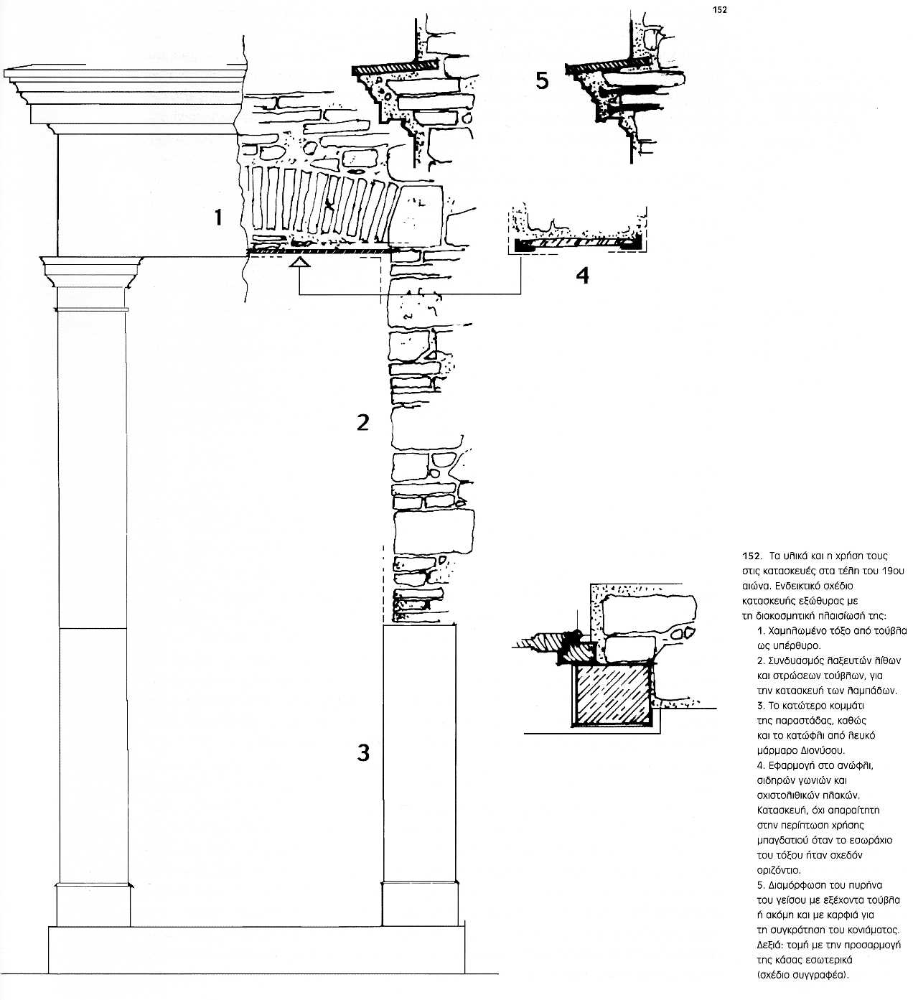 152
5
1
4
2
3
152. Τα υλικά και η χρήση τους
στις κατασκευές στα τέλη του 19ου
αιώνα. Ενδεικτικό σχέδιο
κατασκευής εξώθυρας με
τη διακοσμητική πλαισίωσή της:
1. Χαμηλωμένο τόξο από τούβλα
ως υπέρθυρο.
2. Συνδυασμός λαξευτών λίθων
και στρώσεων τούβλων, για
την κατασκευή των λαμπάδων.
3. Το κατώτερο κομμάτι
της παραστάδας, καθώς
και το κατώφλι από λευκό
μάρμαρο Διονύσου.
4. Εφαρμογή στο ανώφλι,
σιδηρών γωνιών και
σχιστολιθικών πλακών.
Κατασκευή, όχι απαραίτητη
στην περίπτωση χρήσης
μπαγδατιού όταν το εσωράχιο
του τόξου ήταν σχεδόν
οριζόντιο.
5. Διαμόρφωση του πυρήνα
του γείσου με εξέχοντα τούβλα
ή ακόμη και με καρφιά για
τη συγκράτηση του κονιάματος.
Δεξιά: τομή με την προσαρμογή
της κάσας εσωτερικά
(σχέδιο συγγραφέα).